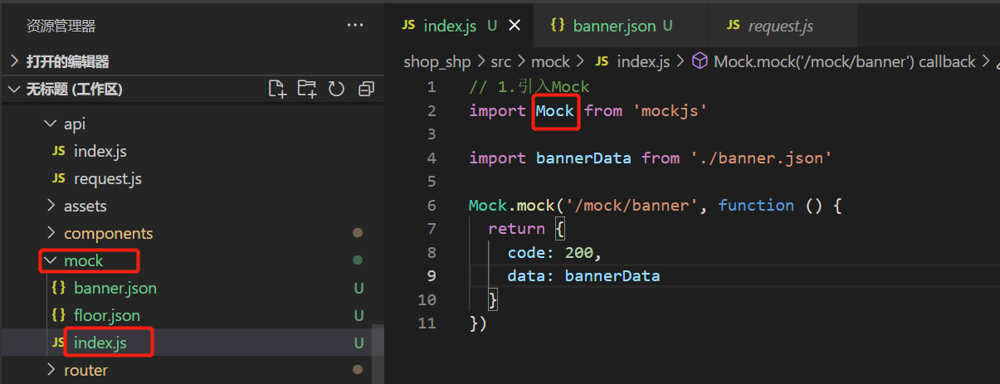 资源管理器 ···
打开的编辑器
无标题 (工作区)
api
JS index.js
JS request.js
assets
components
mock
{} banner.json U
{} floor.json U
JS index.js U
router
JS index.js U
{} banner.json U
JS request.js
shop_shp > src > mock > JS index.js > Mock.mock('/mock/banner') callback >
1 // 1.引入Mock
2 import Mock from 'mockjs'
3
4 import bannerData from './banner.json'
5
6 Mock.mock('/mock/banner', function () {
7 return {
8 code: 200,
9 data: bannerData
10 }
11 })